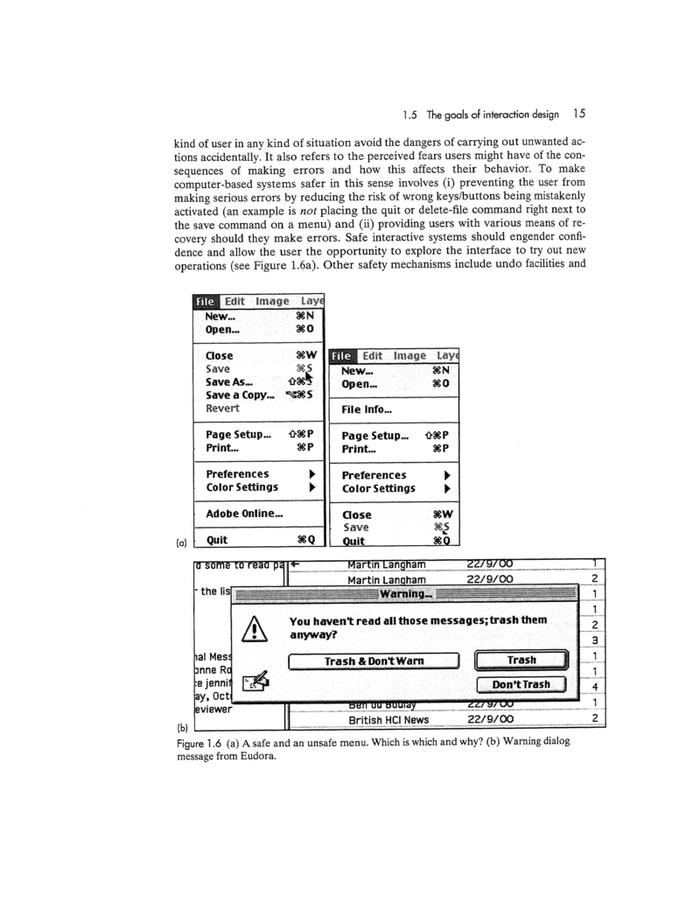 1.5 The goals of interaction design 15
kind of user in any kind of situation avoid the dangers of carrying out unwanted ac-
tions accidentally. It also refers to the perceived fears users might have of the con-
sequences of making errors and how this affects their behavior. To make
computer-based systems safer in this sense involves (i) preventing the user from
making serious errors by reducing the risk of wrong keys/buttons being mistakenly
activated (an example is not placing the quit or delete-file command right next to
the save command on a menu) and (ii) providing users with various means of re-
covery should they make errors. Safe interactive systems should engender confi-
dence and allow the user the opportunity to explore the interface to try out new
operations (see Figure 1.6a). Other safety mechanisms include undo facilities and
File Edit Image Laye
New... ⌘N
Open... ⌘O
Close ⌘W
Save ⌘S
Save As... ⇧⌘S
Save a Copy... ⌥⌘S
Revert
Page Setup... ⇧⌘P
Print... ⌘P
Preferences ▶
Color Settings ▶
Adobe Online...
Quit ⌘Q
File Edit Image Laye
New... ⌘N
Open... ⌘O
File Info...
Page Setup... ⇧⌘P
Print... ⌘P
Preferences ▶
Color Settings ▶
Close ⌘W
Save ⌘S
Quit ⌘Q
(a)
d some to read pa Martin Langham 22/9/00 1
Martin Langham 22/9/00 2
the lis Warning... 1
1
You haven't read all those messages; trash them 2
anyway? 3
nal Mess Trash & Don't Warn Trash 1
onne Ro 1
e jennif Don't Trash 4
ay, Oct Ben du Boulay 22/9/00 1
eviewer British HCI News 22/9/00 2
(b)
Figure 1.6 (a) A safe and an unsafe menu. Which is which and why? (b) Warning dialog
message from Eudora.